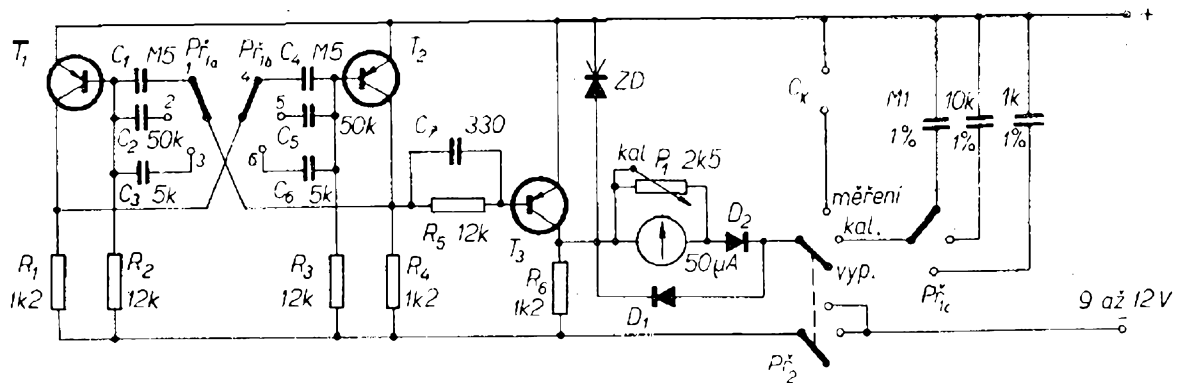 T1
C1 M5
Př1a
1
Př1b
4
C4 M5
T2
+
2
C2 50k
3
C3 5k
5
C5 50k
6
C6 5k
C7 330
R5 12k
T3
ZD
kal
P1 2k5
50µA
D2
D1
Cx
M1 1%
10k 1%
1k 1%
měření
kal.
vyp.
Př1c
R1 1k2
R2 12k
R3 12k
R4 1k2
R6 1k2
Př2
9 až 12V
–